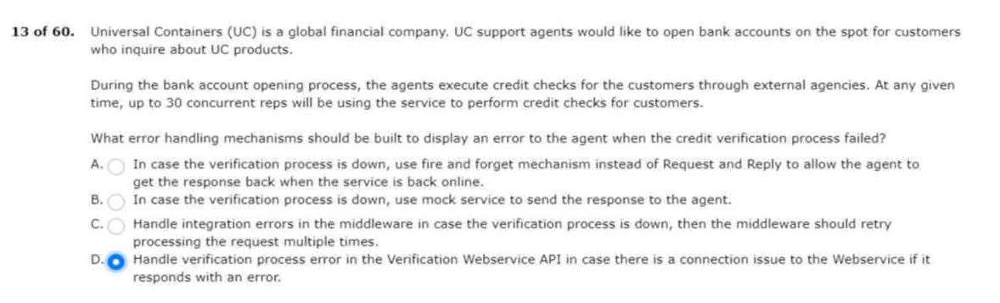 13 of 60. Universal Containers (UC) is a global financial company. UC support agents would like to open bank accounts on the spot for customers
who inquire about UC products.
During the bank account opening process, the agents execute credit checks for the customers through external agencies. At any given
time, up to 30 concurrent reps will be using the service to perform credit checks for customers.
What error handling mechanisms should be built to display an error to the agent when the credit verification process failed?
A. In case the verification process is down, use fire and forget mechanism instead of Request and Reply to allow the agent to
get the response back when the service is back online.
B. In case the verification process is down, use mock service to send the response to the agent.
C. Handle integration errors in the middleware in case the verification process is down, then the middleware should retry
processing the request multiple times.
D. Handle verification process error in the Verification Webservice API in case there is a connection issue to the Webservice if it
responds with an error.